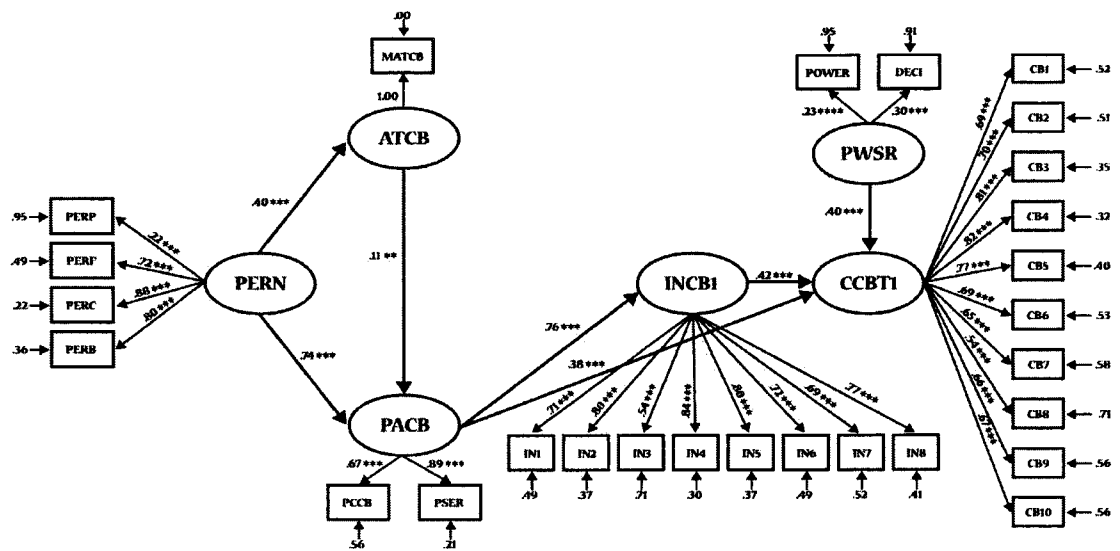 .00
MATCB
1.00
ATCB
.95
.91
POWER
DECI
.23****
.30***
PWSR
.40***
CB1
.52
.69***
CB2
.51
.70***
CB3
.35
.81***
CB4
.32
.82***
CB5
.40
.77***
CB6
.53
.69***
CB7
.58
.65***
CB8
.71
.54***
CB9
.56
.66***
CB10
.56
.67***
.95
PERP
.22***
.49
PERF
.72***
.22
PERC
.88***
.36
PERB
.80***
PERN
.40***
.11**
.74***
PACB
.67***
.89***
PCCB
PSER
.56
.21
.76***
.38***
INCB1
.42***
CCBT1
.71***
.80***
.54***
.84***
.72***
.69***
.77***
IN1
IN2
IN3
IN4
IN5
IN6
IN7
IN8
.49
.37
.71
.30
.37
.49
.52
.41